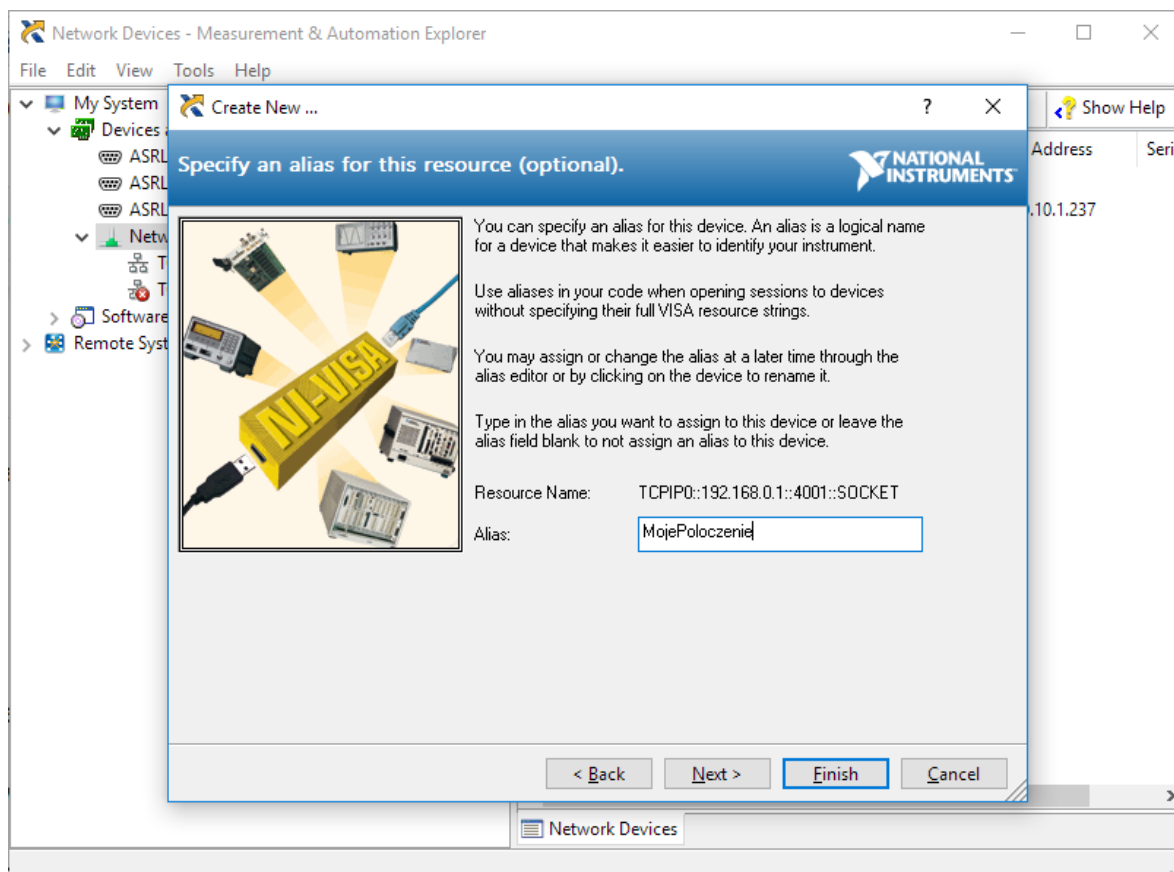 Network Devices - Measurement & Automation Explorer
File Edit View Tools Help
My System
Devices
ASRL
ASRL
ASRL
Netw
T
T
Software
Remote Syst
Create New ...
? 
Specify an alias for this resource (optional).
NATIONAL
INSTRUMENTS
NI-VISA
You can specify an alias for this device. An alias is a logical name
for a device that makes it easier to identify your instrument.
Use aliases in your code when opening sessions to devices
without specifying their full VISA resource strings.
You may assign or change the alias at a later time through the
alias editor or by clicking on the device to rename it.
Type in the alias you want to assign to this device or leave the
alias field blank to not assign an alias to this device.
Resource Name: TCPIP0::192.168.0.1::4001::SOCKET
Alias: MojePoloczenie
< Back Next > Finish Cancel
Show Help
Address Seri
.10.1.237
Network Devices